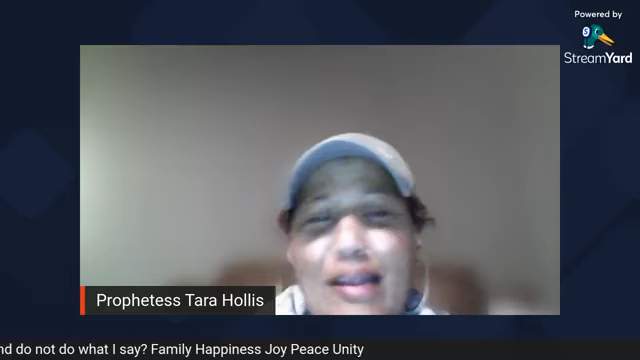 Powered by
StreamYard
Prophetess Tara Hollis
nd do not do what I say? Family Happiness Joy Peace Unity